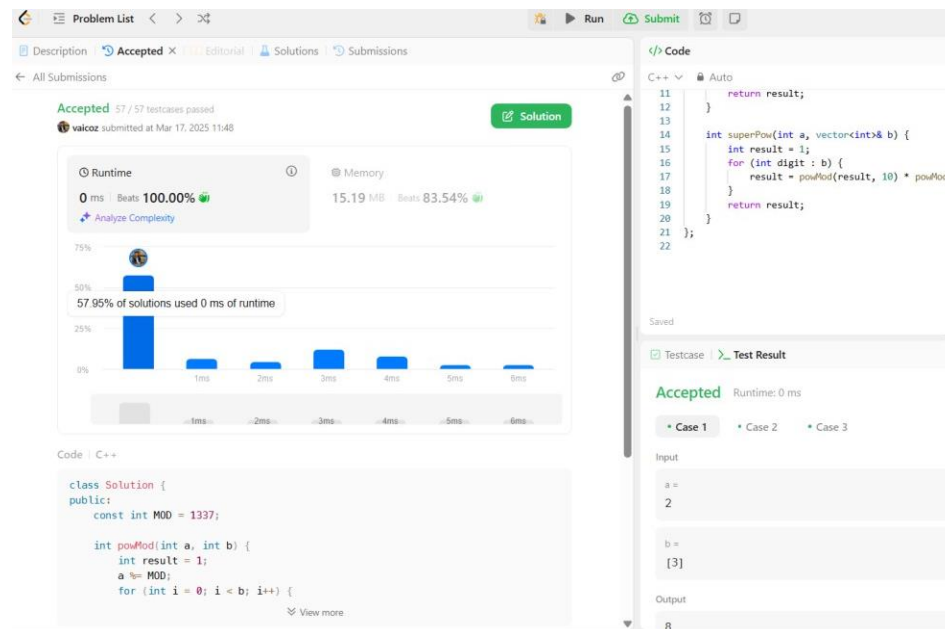 Problem List
Run
Submit
Description
Accepted
Editorial
Solutions
Submissions
All Submissions
Accepted 57 / 57 testcases passed
vaicoz submitted at Mar 17, 2025 11:48
Solution
Runtime
0 ms Beats 100.00%
Analyze Complexity
Memory
15.19 MB Beats 83.54%
75%
50%
57.95% of solutions used 0 ms of runtime
25%
0%
1ms 2ms 3ms 4ms 5ms 6ms
1ms 2ms 3ms 4ms 5ms 6ms
Code C++
class Solution {
public:
const int MOD = 1337;
int powMod(int a, int b) {
int result = 1;
a %= MOD;
for (int i = 0; i < b; i++) {
View more
</> Code
C++ Auto
11 return result;
12 }
13
14 int superPow(int a, vector<int>& b) {
15 int result = 1;
16 for (int digit : b) {
17 result = powMod(result, 10) * powMod
18 }
19 return result;
20 }
21 };
22
Saved
Testcase
>_ Test Result
Accepted Runtime: 0 ms
• Case 1 • Case 2 • Case 3
Input
a =
2
b =
[3]
Output
8